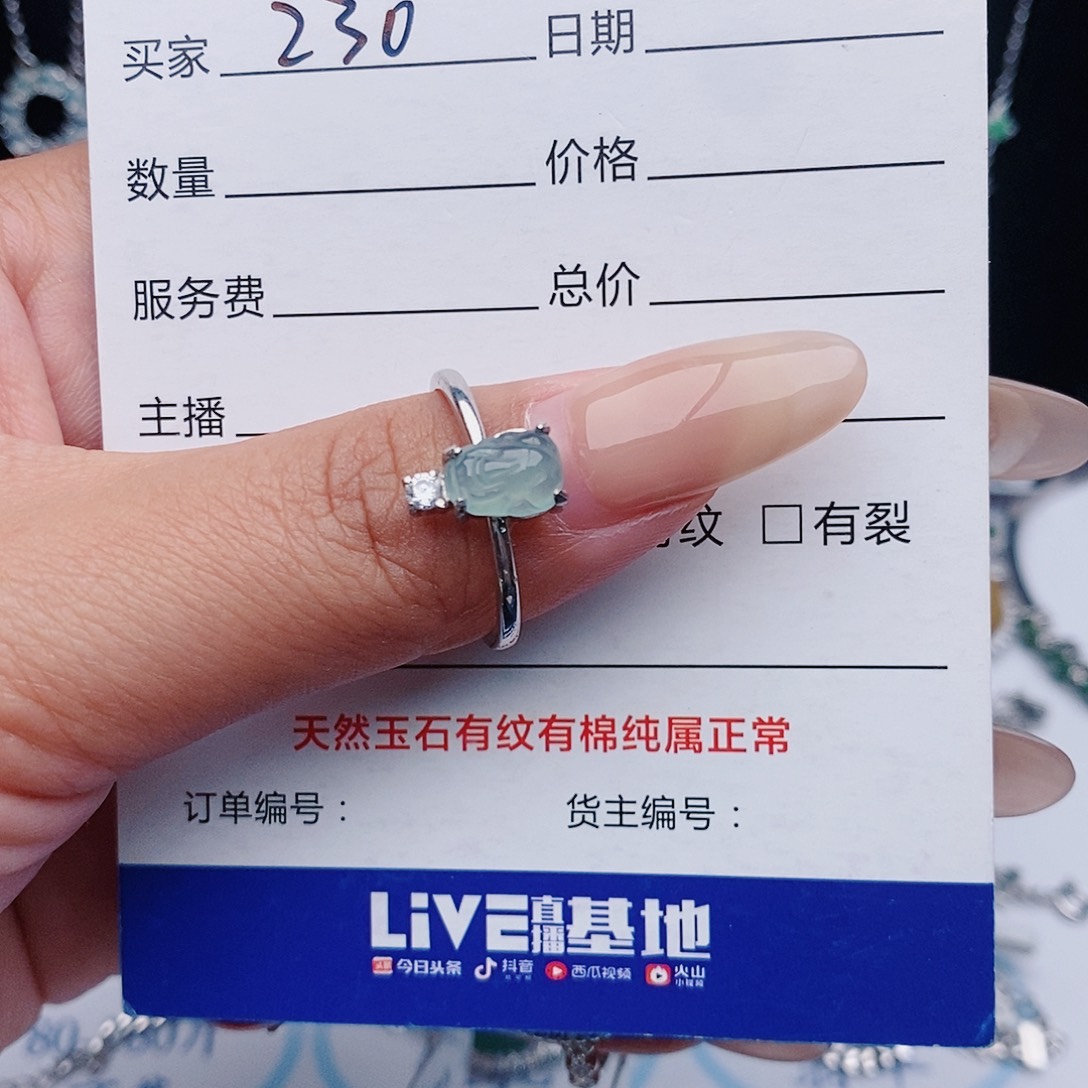 买家 230 日期
数量 价格
服务费 总价
主播
纹 □有裂
天然玉石有纹有棉纯属正常
订单编号： 货主编号：
LiVE直播基地
今日头条 抖音 西瓜视频 火山小视频